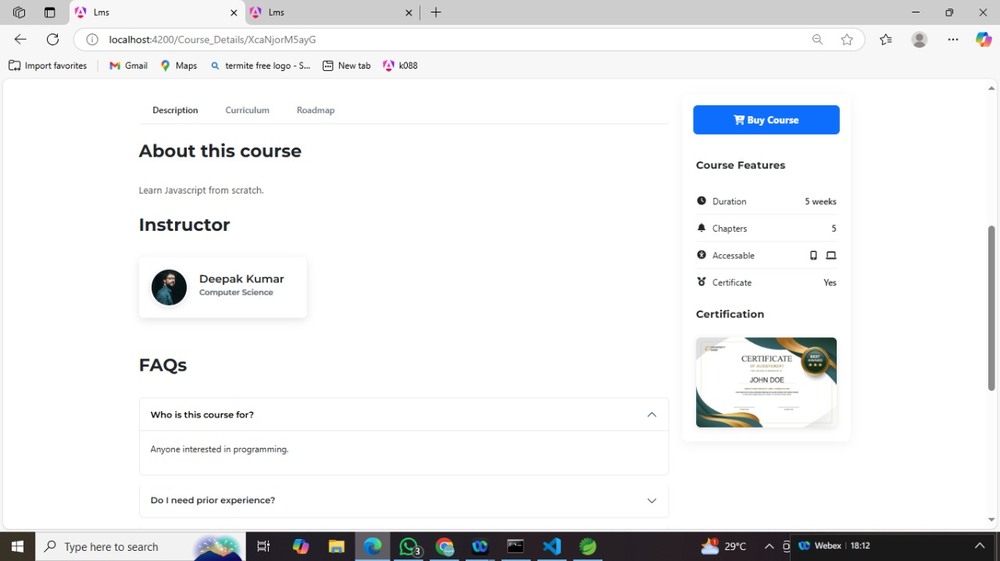 Lms
Lms
localhost:4200/Course_Details/XcaNjorM5ayG
Import favorites
Gmail
Maps
termite free logo - S...
New tab
k088
Description
Curriculum
Roadmap
About this course
Learn Javascript from scratch.
Instructor
Deepak Kumar
Computer Science
FAQs
Who is this course for?
Anyone interested in programming.
Do I need prior experience?
Buy Course
Course Features
Duration 5 weeks
Chapters 5
Accessable
Certificate Yes
Certification
CERTIFICATE
OF ACHIEVEMENT
JOHN DOE
BEST
AWARD
Type here to search
3
1
29°C
Webex 18:12